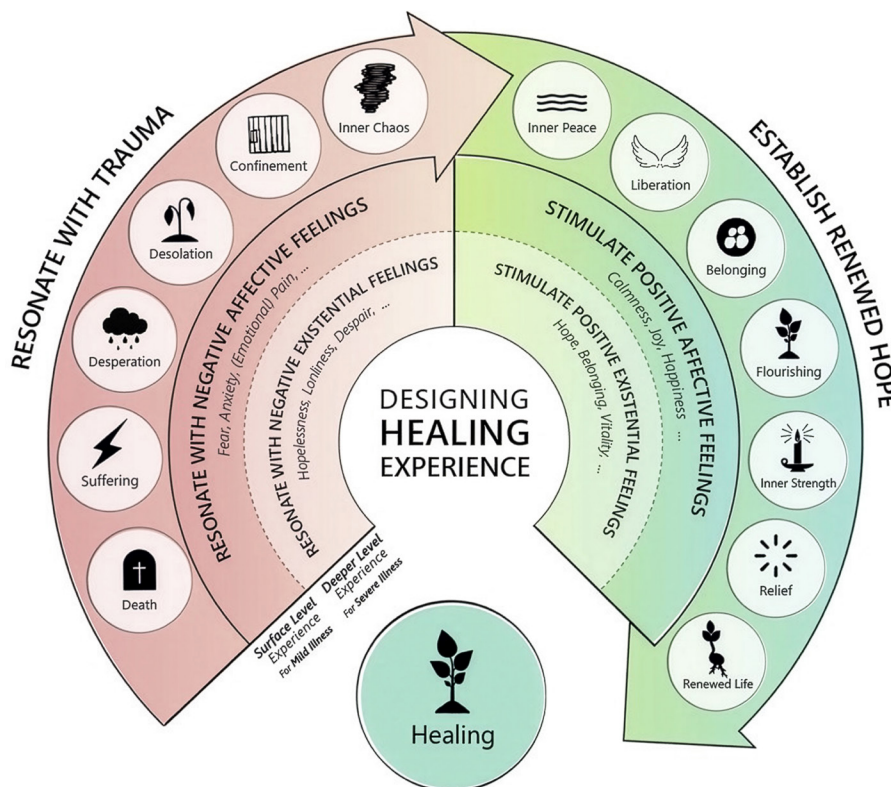 RESONATE WITH TRAUMA
Death
Suffering
Desperation
Desolation
Confinement
Inner Chaos
RESONATE WITH NEGATIVE AFFECTIVE FEELINGS
Fear, Anxiety, (Emotional) Pain, ...
RESONATE WITH NEGATIVE EXISTENTIAL FEELINGS
Hopelessness, Lonliness, Despair, ...
Surface Level
Experience
For Mild Illness
Deeper Level
Experience
For Severe Illness
DESIGNING
HEALING
EXPERIENCE
ESTABLISH RENEWED HOPE
Inner Peace
Liberation
Belonging
Flourishing
Inner Strength
Relief
Renewed Life
STIMULATE POSITIVE AFFECTIVE FEELINGS
Calmness, Joy, Happiness ...
STIMULATE POSITIVE EXISTENTIAL FEELINGS
Hope, Belonging, Vitality, ...
Healing